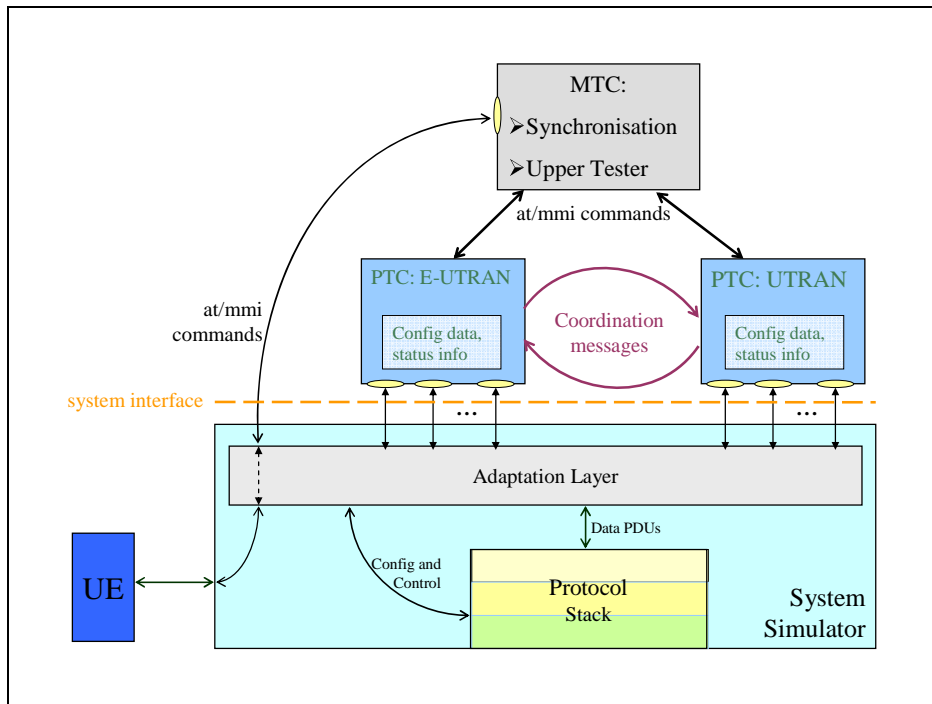 MTC:
➢Synchronisation
➢Upper Tester
at/mmi commands
PTC: E-UTRAN
PTC: UTRAN
at/mmi
commands
Config data,
status info
Coordination
messages
Config data,
status info
system interface
...
...
Adaptation Layer
Data PDUs
Config and
Control
UE
Protocol
Stack
System
Simulator